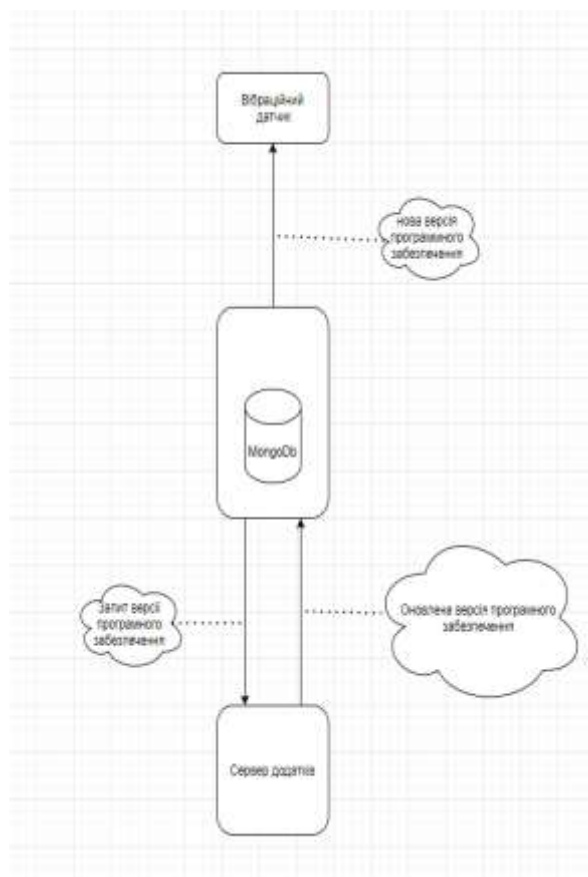 Вібраційний
датчик
нова версія
програмного
забезпечення
MongoDb
Запит версії
програмного
забезпечення
Оновлена версія програмного
забезпечення
Сервер додатків